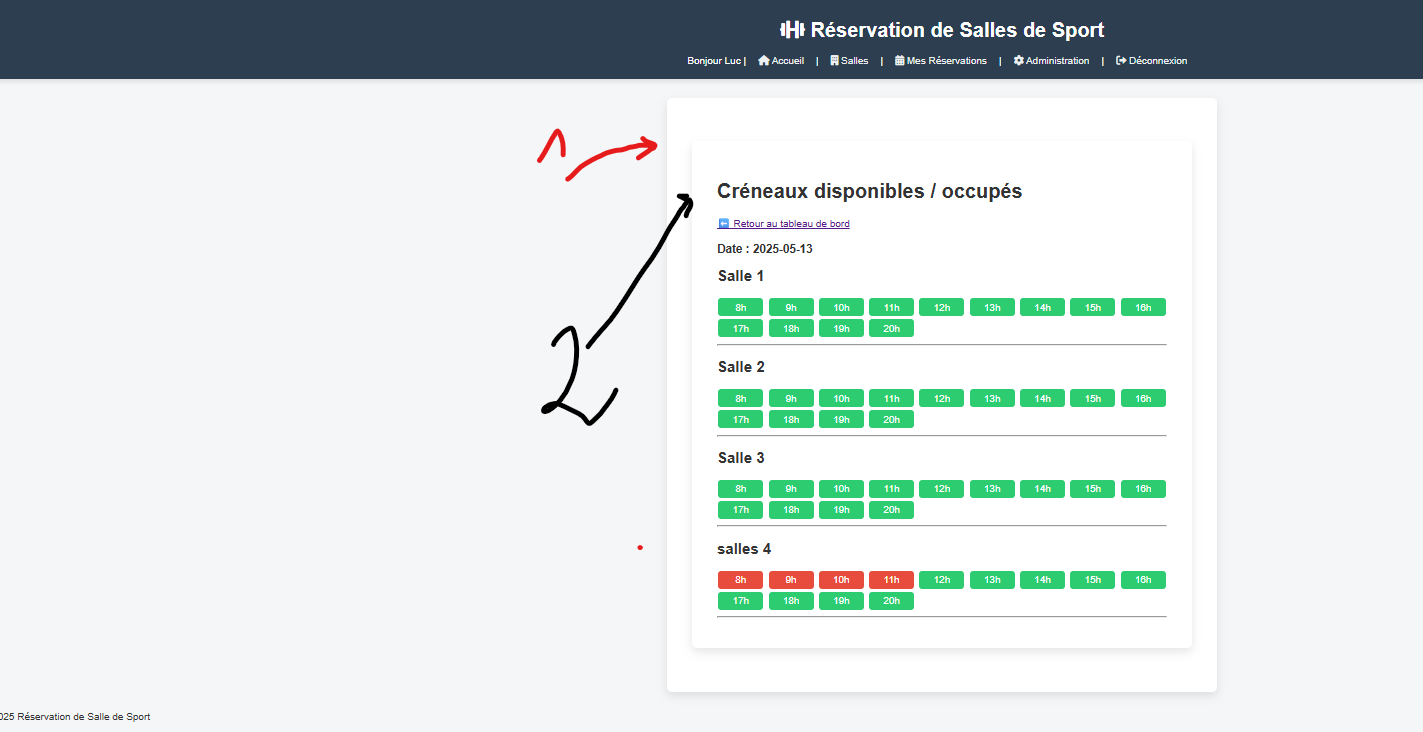 Réservation de Salles de Sport
Bonjour Luc | Accueil | Salles | Mes Réservations | Administration | Déconnexion
1
Créneaux disponibles / occupés
Retour au tableau de bord
Date : 2025-05-13
Salle 1
8h 9h 10h 11h 12h 13h 14h 15h 16h
17h 18h 19h 20h
2
Salle 2
8h 9h 10h 11h 12h 13h 14h 15h 16h
17h 18h 19h 20h
Salle 3
8h 9h 10h 11h 12h 13h 14h 15h 16h
17h 18h 19h 20h
salles 4
8h 9h 10h 11h 12h 13h 14h 15h 16h
17h 18h 19h 20h
025 Réservation de Salle de Sport